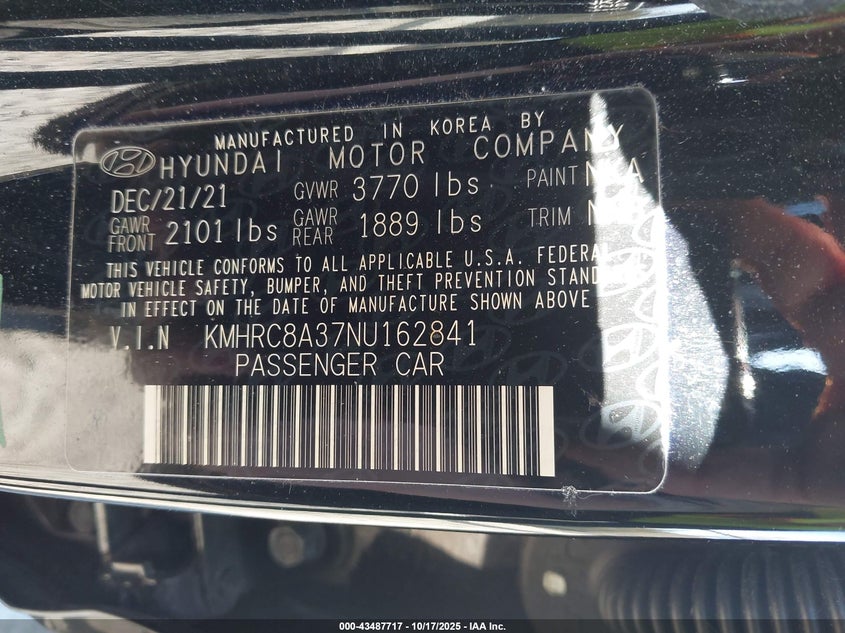 MANUFACTURED IN KOREA BY
HYUNDAI MOTOR COMPANY
DEC/21/21 GVWR 3770 lbs PAINT
GAWR FRONT 2101 lbs GAWR REAR 1889 lbs TRIM
THIS VEHICLE CONFORMS TO ALL APPLICABLE U.S.A. FEDERAL
MOTOR VEHICLE SAFETY, BUMPER, AND THEFT PREVENTION
IN EFFECT ON THE DATE OF MANUFACTURE SHOWN ABOVE
V.I.N KMHRC8A37NU162841
PASSENGER CAR
000-43487717 - 10/17/2025 - IAA Inc.